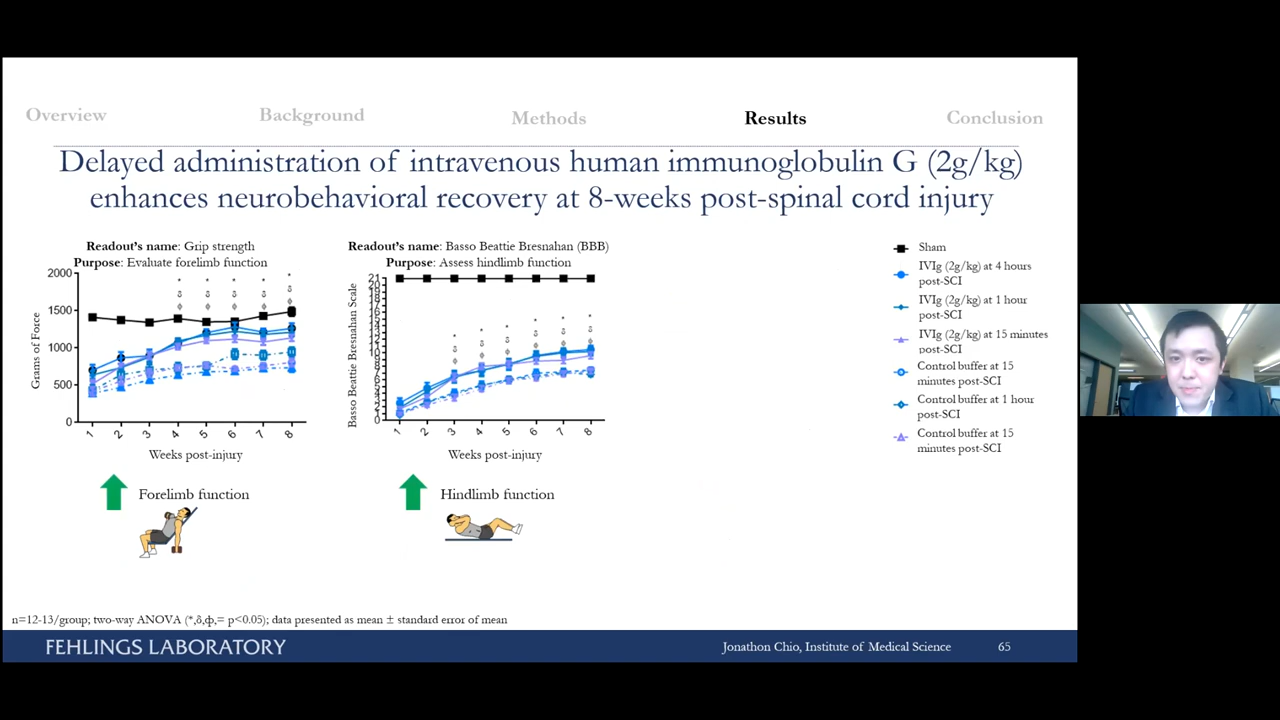 Overview Background Methods Results Conclusion
Delayed administration of intravenous human immunoglobulin G (2g/kg)
enhances neurobehavioral recovery at 8-weeks post-spinal cord injury
Readout's name: Grip strength
Purpose: Evaluate forelimb function
2000
1500
1000
500
0
Grams of Force
1 2 3 4 5 6 7 8
Weeks post-injury
Forelimb function
Readout's name: Basso Beattie Bresnahan (BBB)
Purpose: Assess hindlimb function
Basso Beattie Bresnahan Scale
1 2 3 4 5 6 7 8
Weeks post-injury
Hindlimb function
Sham
IVIg (2g/kg) at 4 hours
post-SCI
IVIg (2g/kg) at 1 hour
post-SCI
IVIg (2g/kg) at 15 minutes
post-SCI
Control buffer at 15
minutes post-SCI
Control buffer at 1 hour
post-SCI
Control buffer at 15
minutes post-SCI
n=12-13/group; two-way ANOVA (*,δ,ф,= p<0.05); data presented as mean ± standard error of mean
FEHLINGS LABORATORY
Jonathon Chio, Institute of Medical Science 65